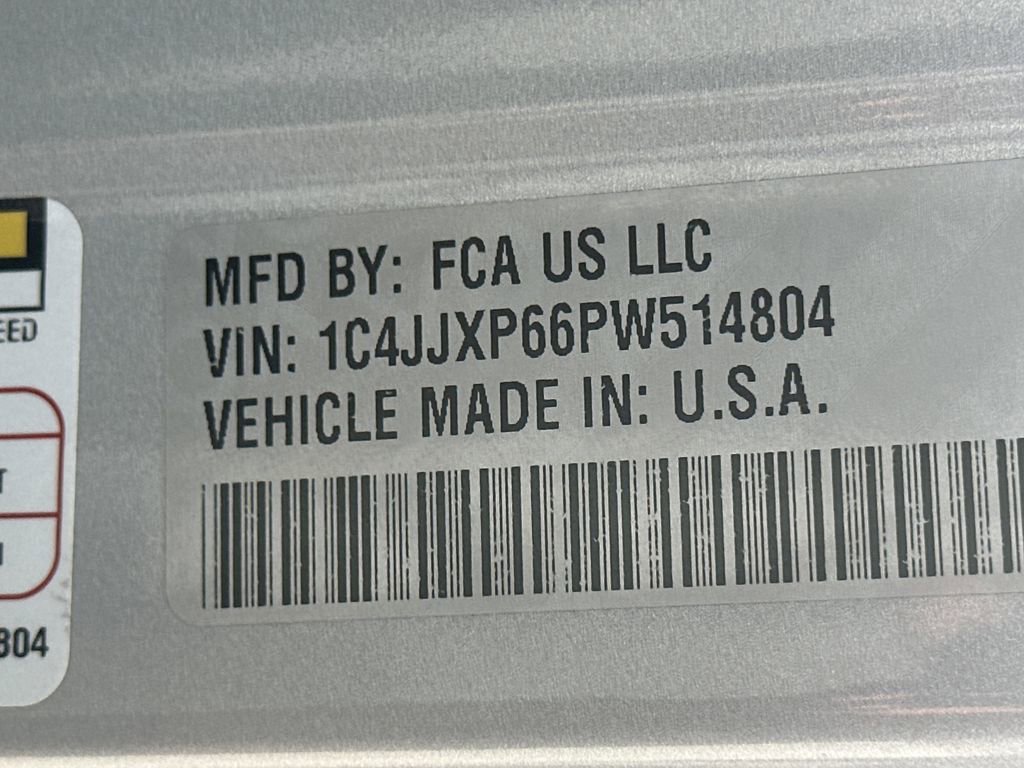 MFD BY: FCA US LLC
VIN: 1C4JJXP66PW514804
VEHICLE MADE IN: U.S.A.
EED
T
804